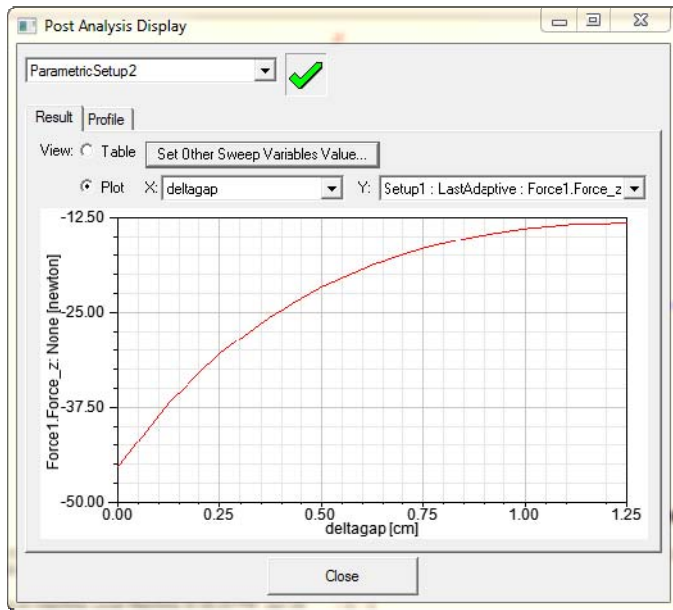 Post Analysis Display
ParametricSetup2
Result Profile
View: Table Set Other Sweep Variables Value...
Plot X: deltagap Y: Setup1 : LastAdaptive : Force1.Force_z
-12.50
-25.00
-37.50
-50.00
Force1.Force_z: None [newton]
0.00 0.25 0.50 0.75 1.00 1.25
deltagap [cm]
Close